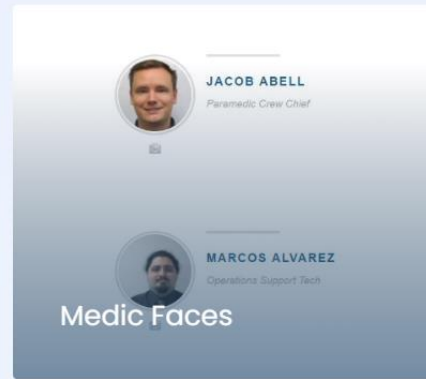 JACOB ABELL
Paramedic Crew Chief
MARCOS ALVAREZ
Operations Support Tech
Medic Faces